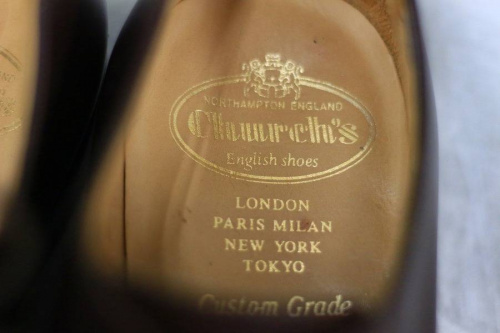 NORTHAMPTON ENGLAND
Church's
English shoes
LONDON
PARIS MILAN
NEW YORK
TOKYO
Custom Grade